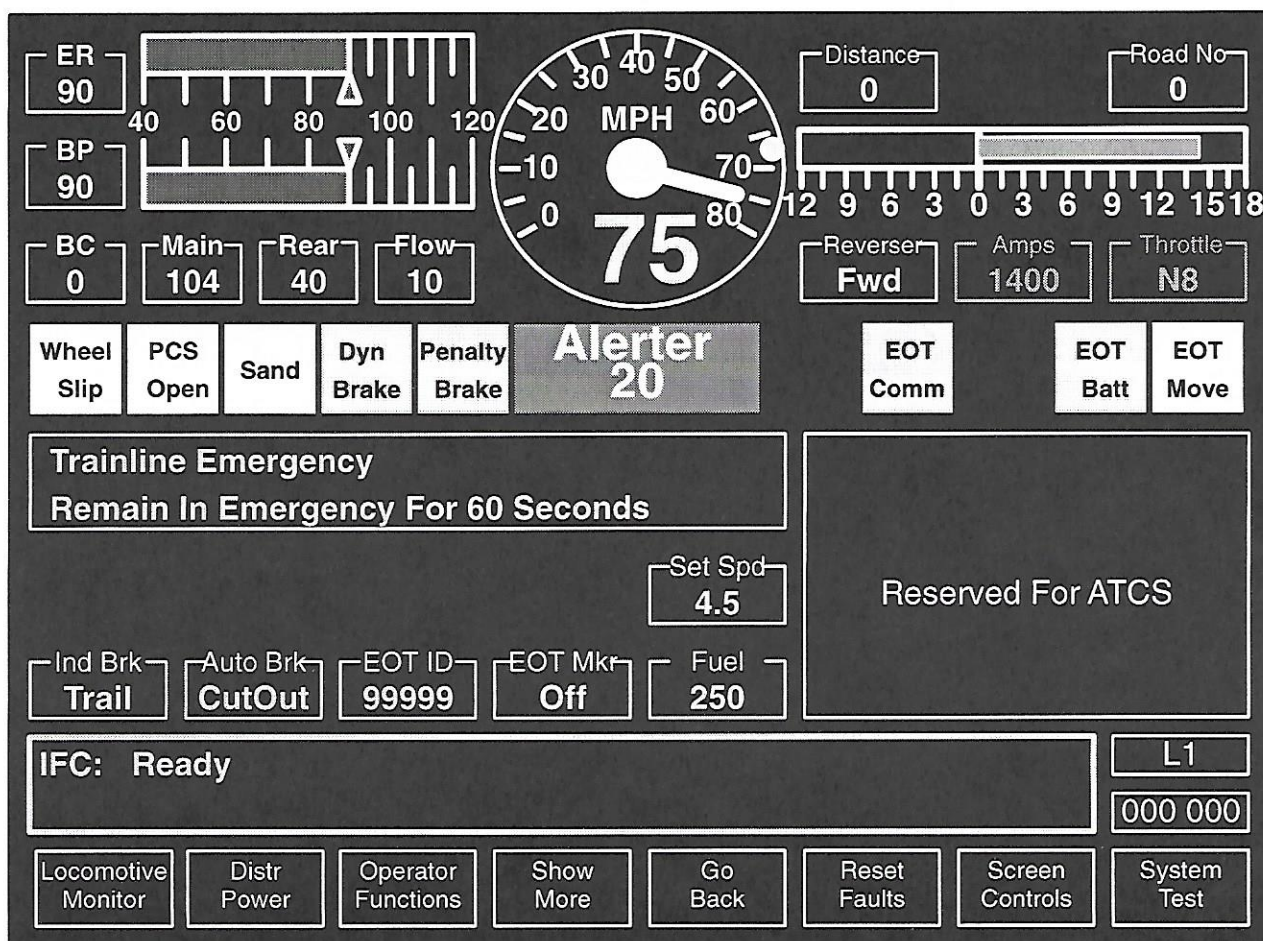 ER
90
40 60 80 100 120
BP
90
BC
0
Main
104
Rear
40
Flow
10
0 10 20 30 40 50 60 70 80
MPH
75
Distance
0
Road No
0
12 9 6 3 0 3 6 9 12 15 18
Reverser
Fwd
Amps
1400
Throttle
N8
Wheel
Slip
PCS
Open
Sand
Dyn
Brake
Penalty
Brake
Alerter
20
EOT
Comm
EOT
Batt
EOT
Move
Trainline Emergency
Remain In Emergency For 60 Seconds
Set Spd
4.5
Reserved For ATCS
Ind Brk
Trail
Auto Brk
CutOut
EOT ID
99999
EOT Mkr
Off
Fuel
250
IFC: Ready
L1
000 000
Locomotive
Monitor
Distr
Power
Operator
Functions
Show
More
Go
Back
Reset
Faults
Screen
Controls
System
Test